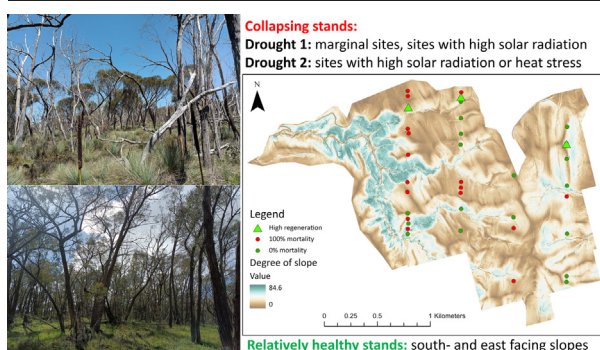 Collapsing stands:
Drought 1: marginal sites, sites with high solar radiation
Drought 2: sites with high solar radiation or heat stress
N
Legend
High regeneration
100% mortality
0% mortality
Degree of slope
Value
84.6
0
0 0.25 0.5 1 Kilometers
Relatively healthy stands: south- and east facing slopes